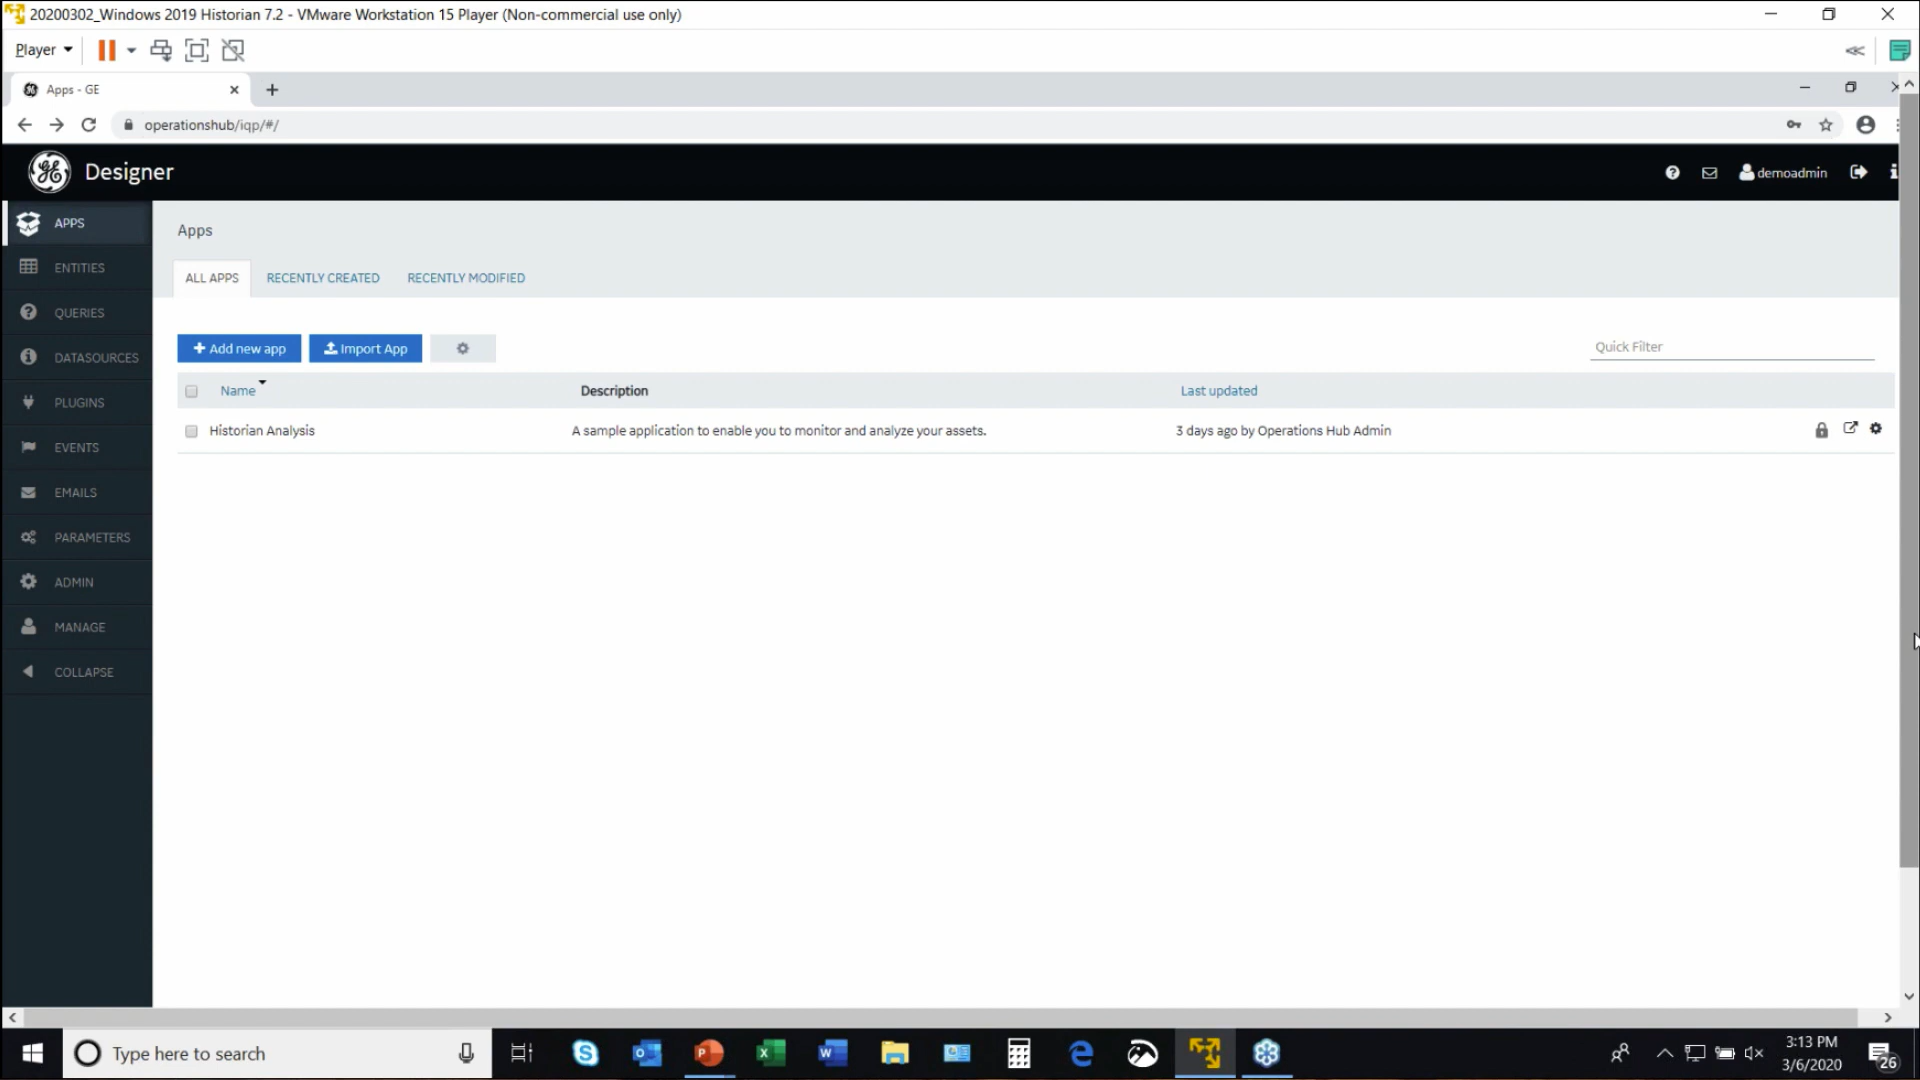 20200302_Windows 2019 Historian 7.2 - VMware Workstation 15 Player (Non-commercial use only)
Player
Apps - GE
operationshub/iqp/#/
Designer
demoadmin
APPS
ENTITIES
QUERIES
DATASOURCES
PLUGINS
EVENTS
EMAILS
PARAMETERS
ADMIN
MANAGE
COLLAPSE
Apps
ALL APPS RECENTLY CREATED RECENTLY MODIFIED
Add new app Import App Quick Filter
Name Description Last updated
Historian Analysis A sample application to enable you to monitor and analyze your assets. 3 days ago by Operations Hub Admin
Type here to search
3:13 PM
3/6/2020
26